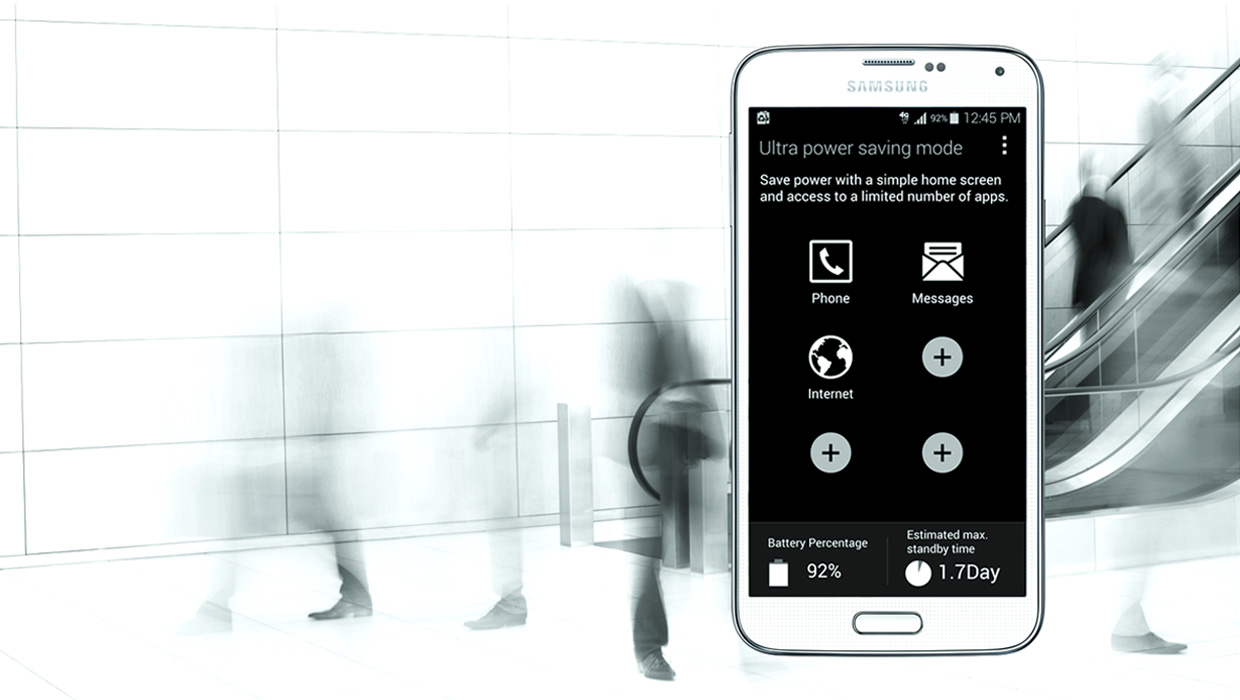 SAMSUNG
4G 92% 12:45 PM
Ultra power saving mode
Save power with a simple home screen
and access to a limited number of apps.
Phone
Messages
Internet
Battery Percentage
92%
Estimated max.
standby time
1.7Day